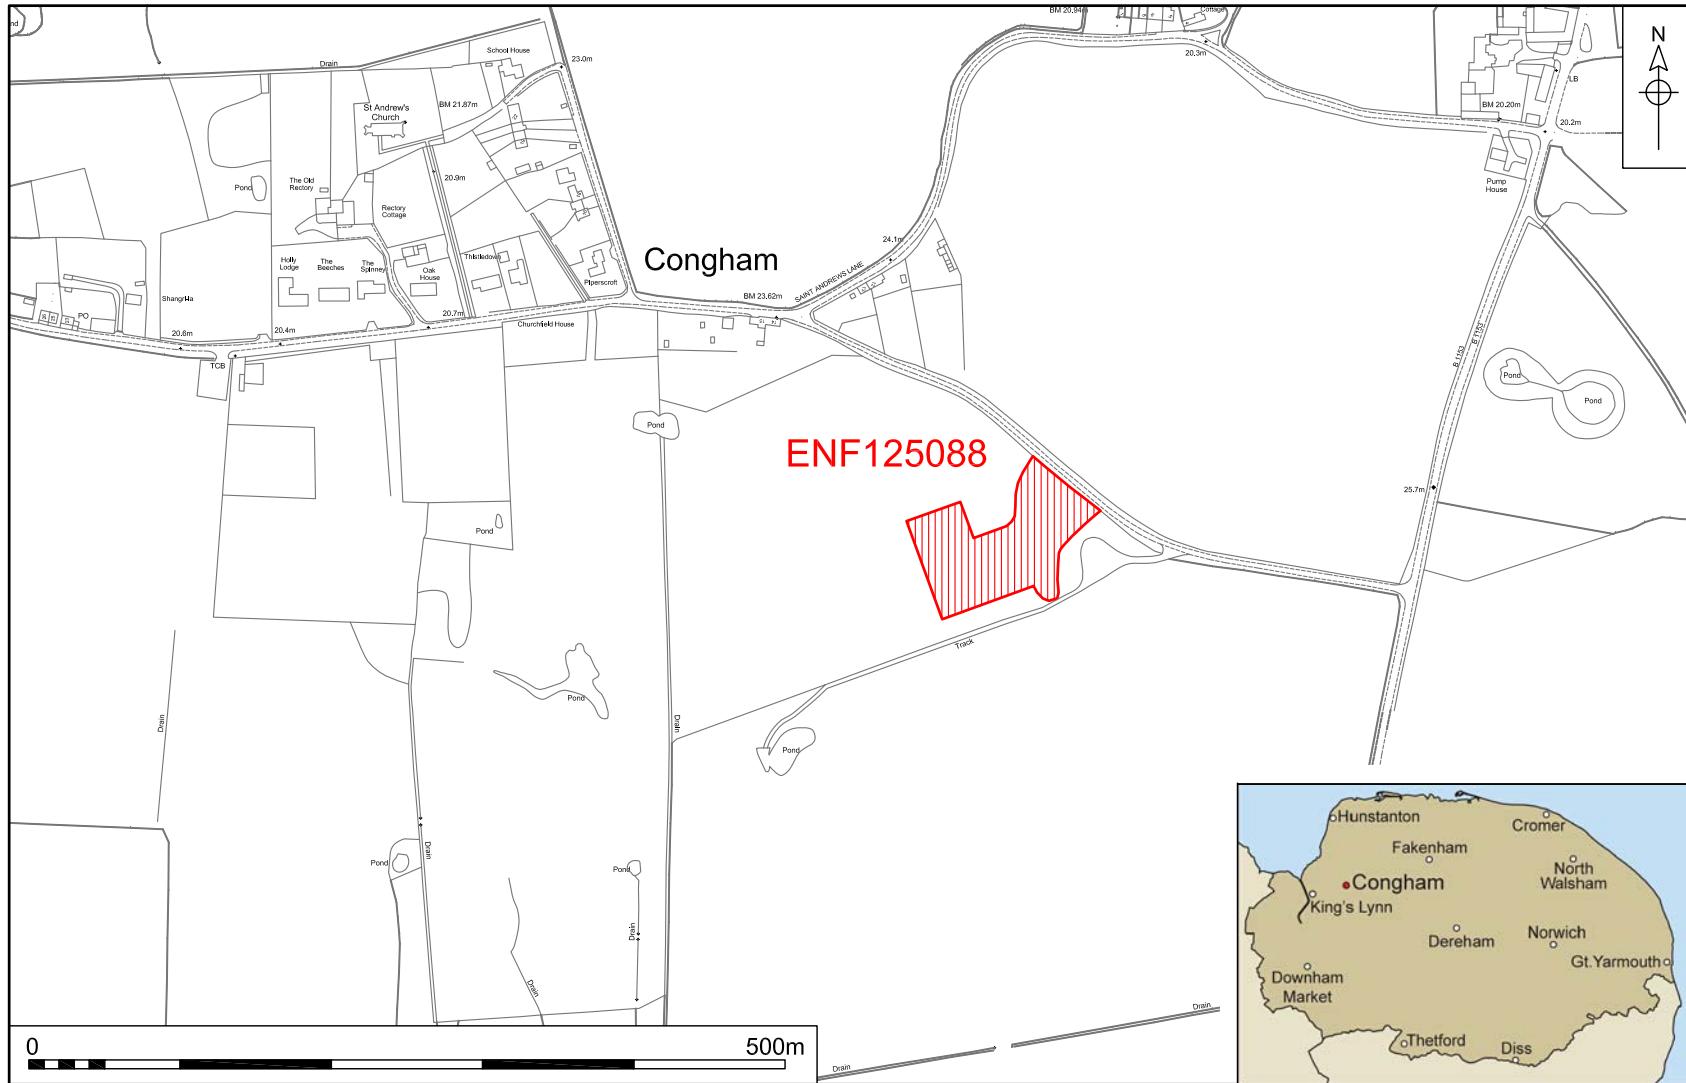 nd
Drain
School House
23.0m
BM 21.87m
St Andrew's
Church
20.9m
The Old
Rectory
Pond
Rectory
Cottage
Holly
Lodge
The
Beeches
The
Spinney
Oak
House
Thistledown
Piperscroft
Shangrila
PO
20.6m
20.4m
20.7m
TCB
Churchfield House
Congham
BM 23.62m
SAINT ANDREWS LANE
24.1m
BM 20.94m
Cottage
20.3m
LB
BM 20.20m
20.2m
Pump
House
N
B 1153
B 1153
Pond
Pond
25.7m
ENF125088
Pond
Pond
Pond
Track
Drain
Drain
Pond
Pond
Drain
Pond
Drain
Drain
Drain
Drain
0
500m
Hunstanton
Cromer
Fakenham
North
Walsham
Congham
King's Lynn
Dereham
Norwich
Gt.Yarmouth
Downham
Market
Thetford
Diss